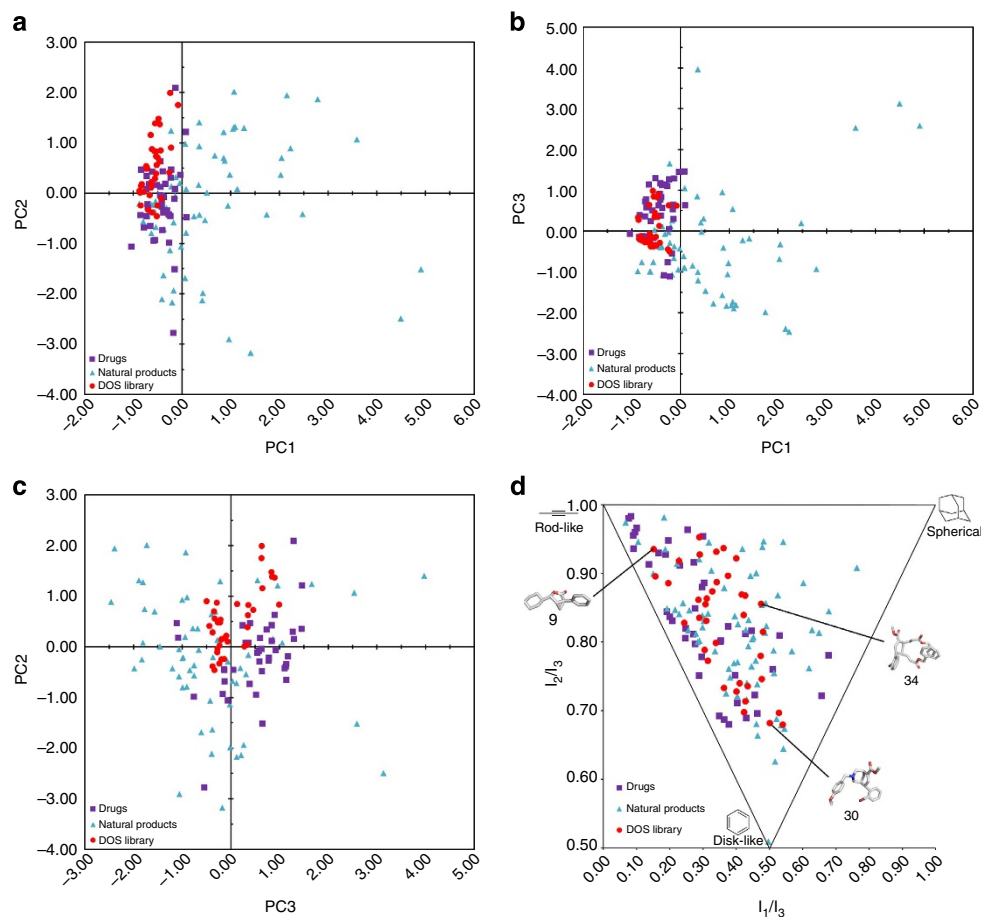 a
3.00
2.00
1.00
0.00
−1.00
−2.00
−3.00
−4.00
PC2
Drugs
Natural products
DOS library
−2.00
−1.00
0.00
1.00
2.00
3.00
4.00
5.00
6.00
PC1
b
5.00
4.00
3.00
2.00
1.00
0.00
−1.00
−2.00
−3.00
−4.00
PC3
Drugs
Natural products
DOS library
−2.00
−1.00
0.00
1.00
2.00
3.00
4.00
5.00
6.00
PC1
c
3.00
2.00
1.00
0.00
−1.00
−2.00
−3.00
−4.00
PC2
Drugs
Natural products
DOS library
−3.00
−2.00
−1.00
0.00
1.00
2.00
3.00
4.00
5.00
PC3
d
1.00
0.90
0.80
0.70
0.60
0.50
I2/I3
Rod-like
Spherical
9
34
30
Drugs
Natural products
DOS library
Disk-like
0.00
0.10
0.20
0.30
0.40
0.50
0.60
0.70
0.80
0.90
1.00
I1/I3